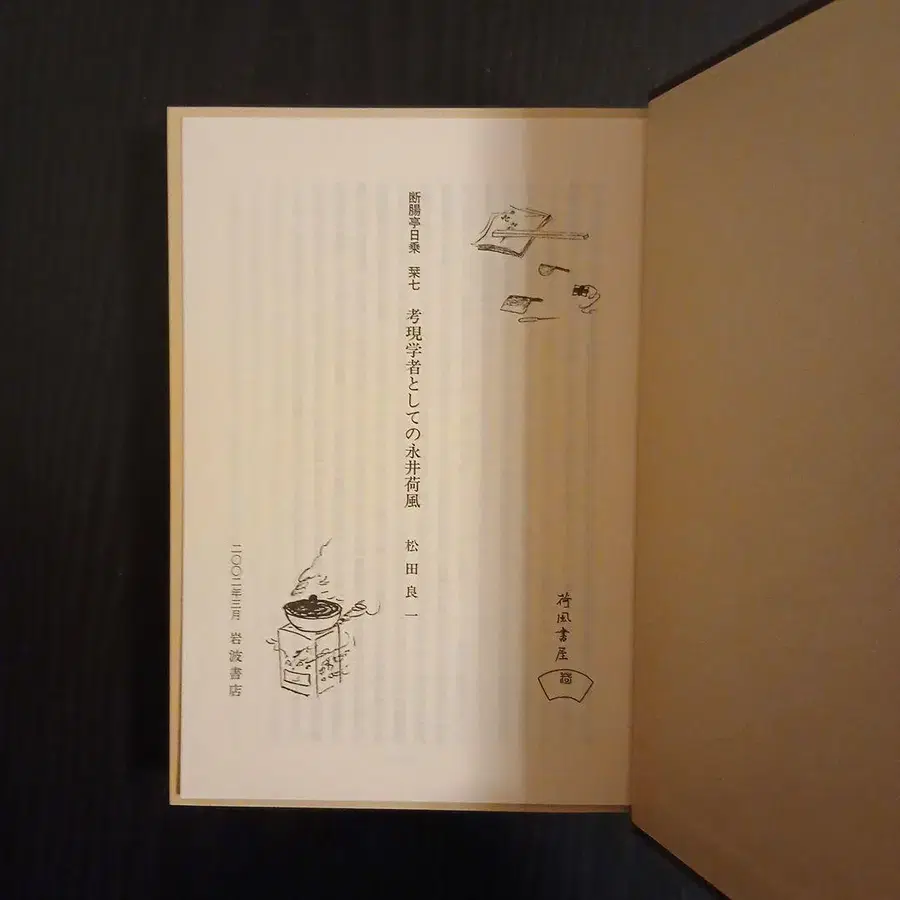 荷風書屋
断腸亭日乗　栞七　考現学者としての永井荷風　松田良一
二〇〇二年三月　岩波書店